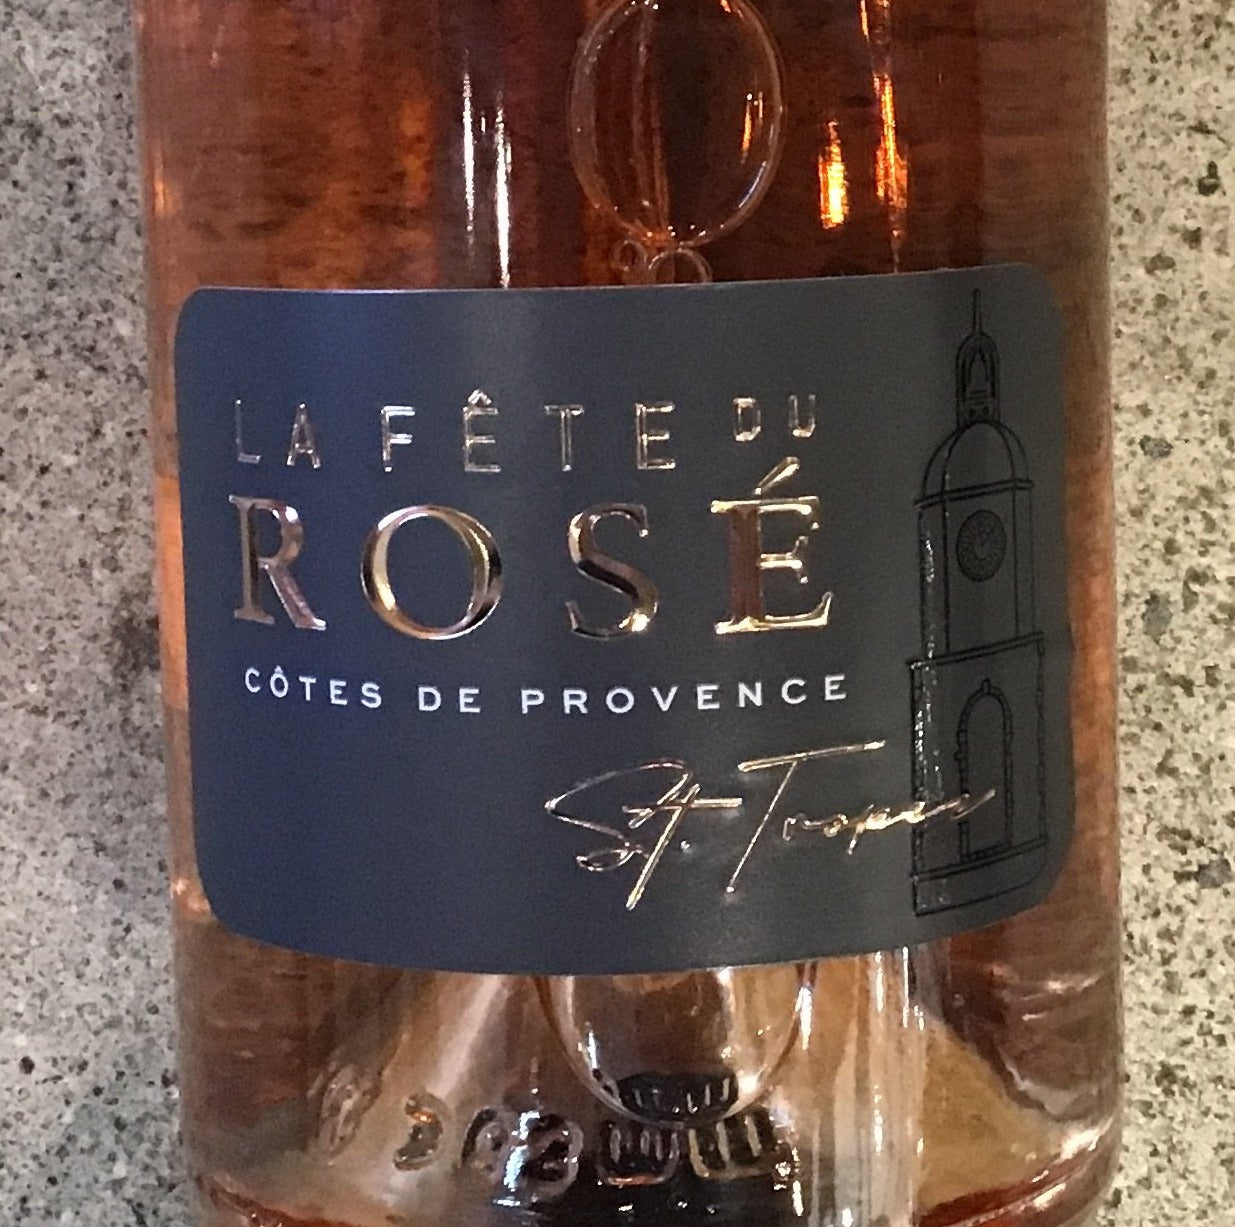 LA FÊTE DU
ROSÉ
CÔTES DE PROVENCE
St. Tropez